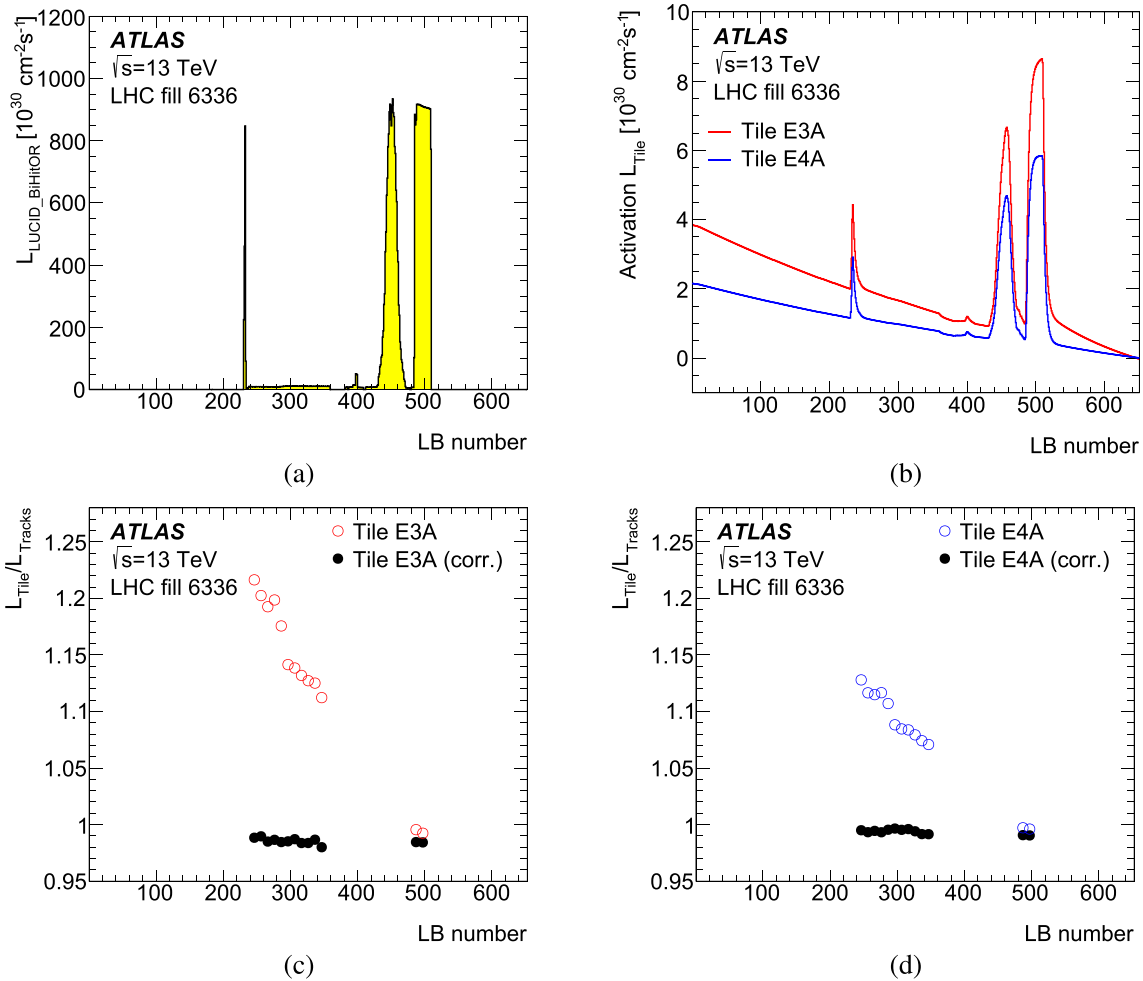 L_LUCID_BiHitOR [10^30 cm^-2s^-1]
1200
1000
800
600
400
200
0
ATLAS
√s=13 TeV
LHC fill 6336
100 200 300 400 500 600
LB number
(a)
Activation L_Tile [10^30 cm^-2s^-1]
10
8
6
4
2
0
ATLAS
√s=13 TeV
LHC fill 6336
Tile E3A
Tile E4A
100 200 300 400 500 600
LB number
(b)
L_Tile/L_Tracks
1.25
1.2
1.15
1.1
1.05
1
0.95
ATLAS
√s=13 TeV
LHC fill 6336
Tile E3A
Tile E3A (corr.)
0 100 200 300 400 500 600
LB number
(c)
L_Tile/L_Tracks
1.25
1.2
1.15
1.1
1.05
1
0.95
ATLAS
√s=13 TeV
LHC fill 6336
Tile E4A
Tile E4A (corr.)
0 100 200 300 400 500 600
LB number
(d)